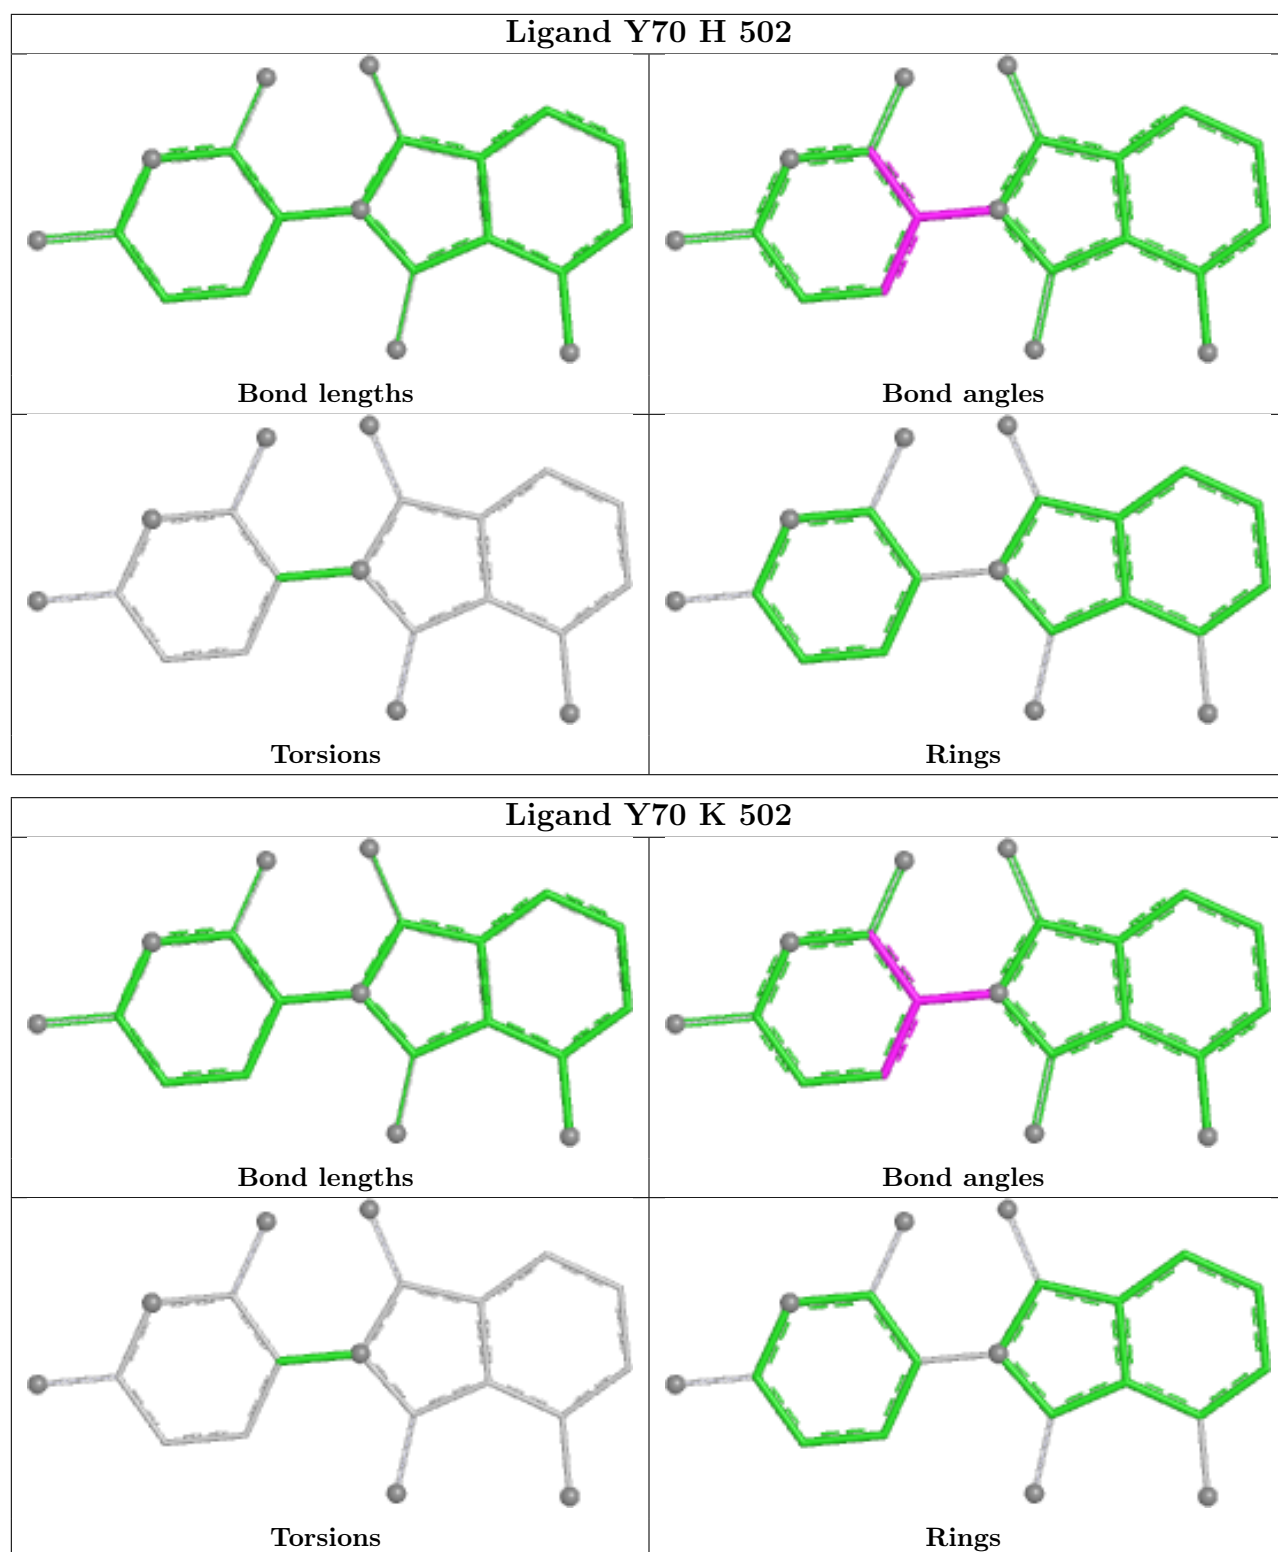 Ligand Y70 H 502
Bond lengths
Bond angles
Torsions
Rings
Ligand Y70 K 502
Bond lengths
Bond angles
Torsions
Rings